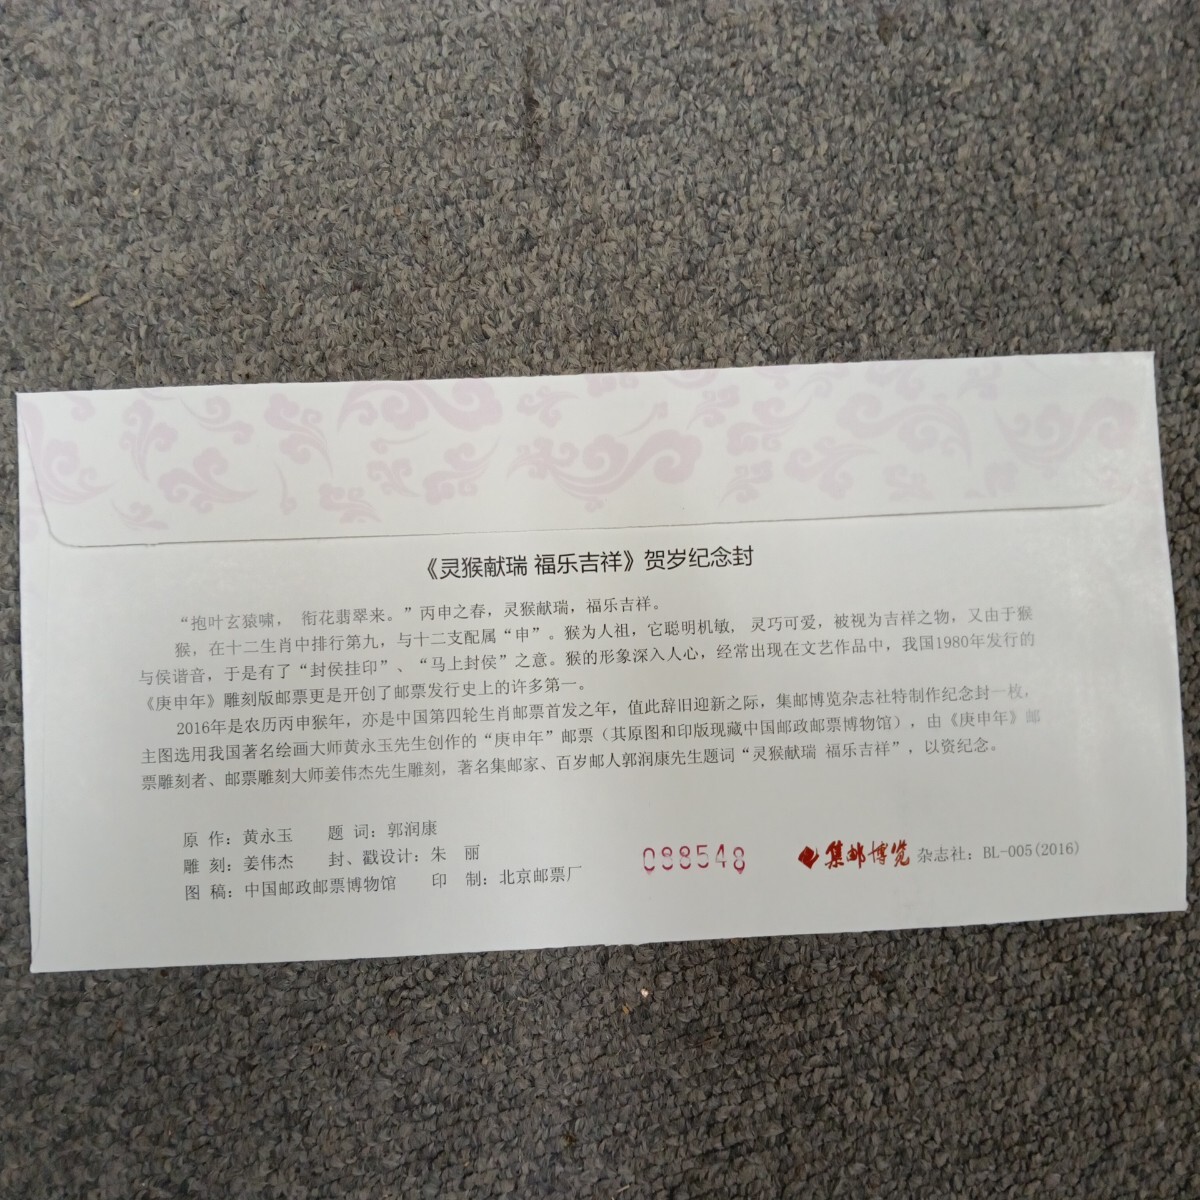 《灵猴献瑞 福乐吉祥》贺岁纪念封
“抱叶玄猿啸， 衔花翡翠来。”丙申之春，灵猴献瑞，福乐吉祥。
猴，在十二生肖中排行第九，与十二支配属“申”。猴为人祖，它聪明机敏，灵巧可爱，被视为吉祥之物，又由于猴
与侯谐音，于是有了“封侯挂印”、“马上封侯”之意。猴的形象深入人心，经常出现在文艺作品中，我国1980年发行的
《庚申年》雕刻版邮票更是开创了邮票发行史上的许多第一。
2016年是农历丙申猴年，亦是中国第四轮生肖邮票首发之年，值此辞旧迎新之际，集邮博览杂志社特制作纪念封一枚，
主图选用我国著名绘画大师黄永玉先生创作的“庚申年”邮票（其原图和印版现藏中国邮政邮票博物馆），由《庚申年》邮
票雕刻者、邮票雕刻大师姜伟杰先生雕刻，著名集邮家、百岁邮人郭润康先生题词“灵猴献瑞 福乐吉祥”，以资纪念。
原 作：黄永玉 题 词：郭润康
雕 刻：姜伟杰 封、戳设计：朱 丽
图 稿：中国邮政邮票博物馆 印 制：北京邮票厂
088548
集邮博览 杂志社：BL-005(2016)